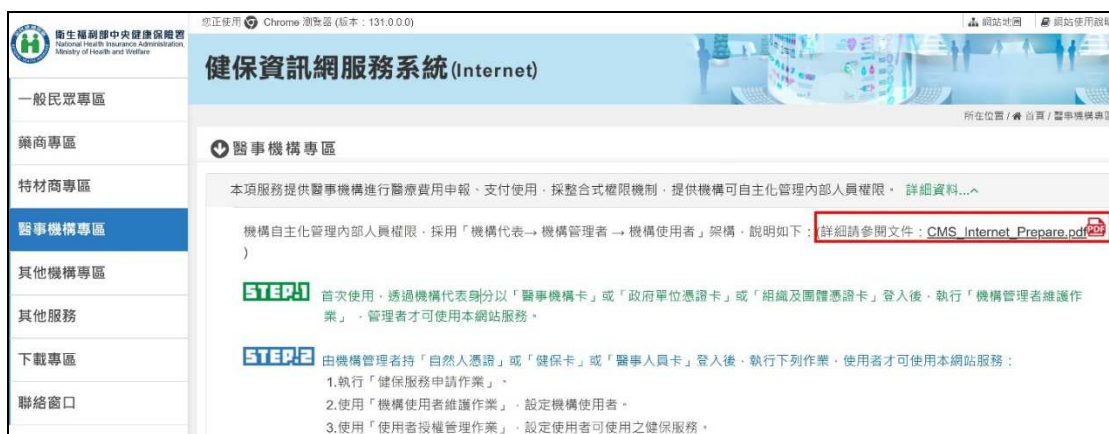 衛生福利部中央健康保險署
National Health Insurance Administration,
Ministry of Health and Welfare
一般民眾專區
藥商專區
特材商專區
醫事機構專區
其他機構專區
其他服務
下載專區
聯絡窗口
您正使用 Chrome 瀏覽器 (版本：131.0.0.0)
網站地圖
網站使用說明
健保資訊網服務系統(Internet)
所在位置 / 首頁 / 醫事機構專區
醫事機構專區
本項服務提供醫事機構進行醫療費用申報、支付使用，採整合式權限機制，提供機構可自主化管理內部人員權限。 詳細資料...
機構自主化管理內部人員權限，採用「機構代表→ 機構管理者 → 機構使用者」架構，說明如下：(詳細請參閱文件：CMS_Internet_Prepare.pdf PDF
)
STEP.1 首次使用，透過機構代表身分以「醫事機構卡」或「政府單位憑證卡」或「組織及團體憑證卡」登入後，執行「機構管理者維護作
業」 ，管理者才可使用本網站服務。
STEP.2 由機構管理者持「自然人憑證」或「健保卡」或「醫事人員卡」登入後，執行下列作業，使用者才可使用本網站服務：
1.執行「健保服務申請作業」。
2.使用「機構使用者維護作業」，設定機構使用者。
3.使用「使用者授權管理作業」，設定使用者可使用之健保服務。